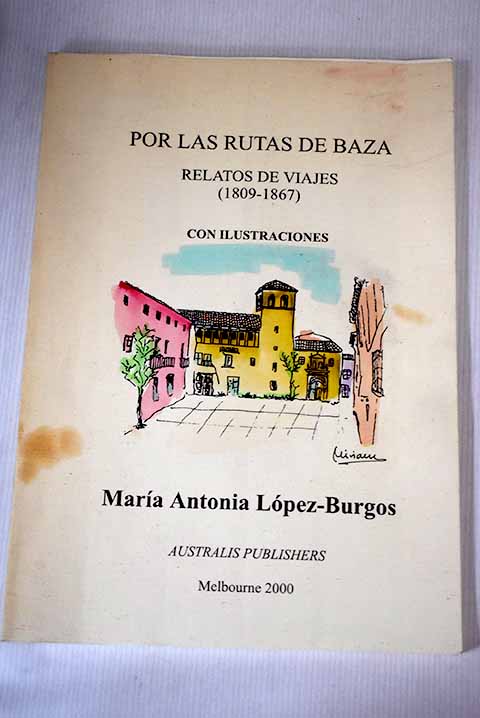 POR LAS RUTAS DE BAZA
RELATOS DE VIAJES
(1809-1867)
CON ILUSTRACIONES
María Antonia López-Burgos
AUSTRALIS PUBLISHERS
Melbourne 2000